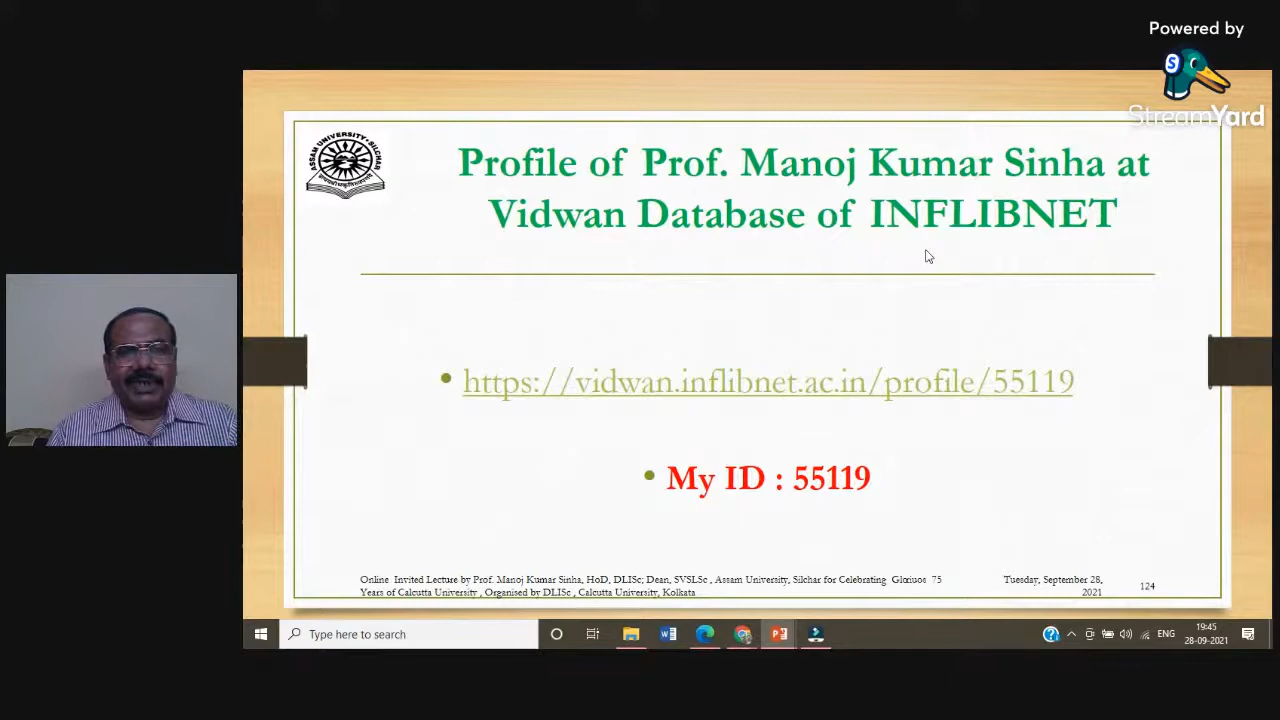 Powered by
S
StreamYard
ASSAM UNIVERSITY SILCHAR
Profile of Prof. Manoj Kumar Sinha at
Vidwan Database of INFLIBNET
• https://vidwan.inflibnet.ac.in/profile/55119
• My ID : 55119
Online Invited Lecture by Prof. Manoj Kumar Sinha, HoD, DLISc; Dean, SVSLSc , Assam University, Silchar for Celebrating Glorious 75
Years of Calcutta University , Organised by DLISc , Calcutta University, Kolkata
Tuesday, September 28,
2021
124
Type here to search
ENG
19:45
28-09-2021